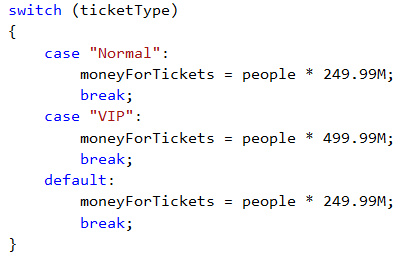 switch (ticketType)
{
    case "Normal":
        moneyForTickets = people * 249.99M;
        break;
    case "VIP":
        moneyForTickets = people * 499.99M;
        break;
    default:
        moneyForTickets = people * 249.99M;
        break;
}